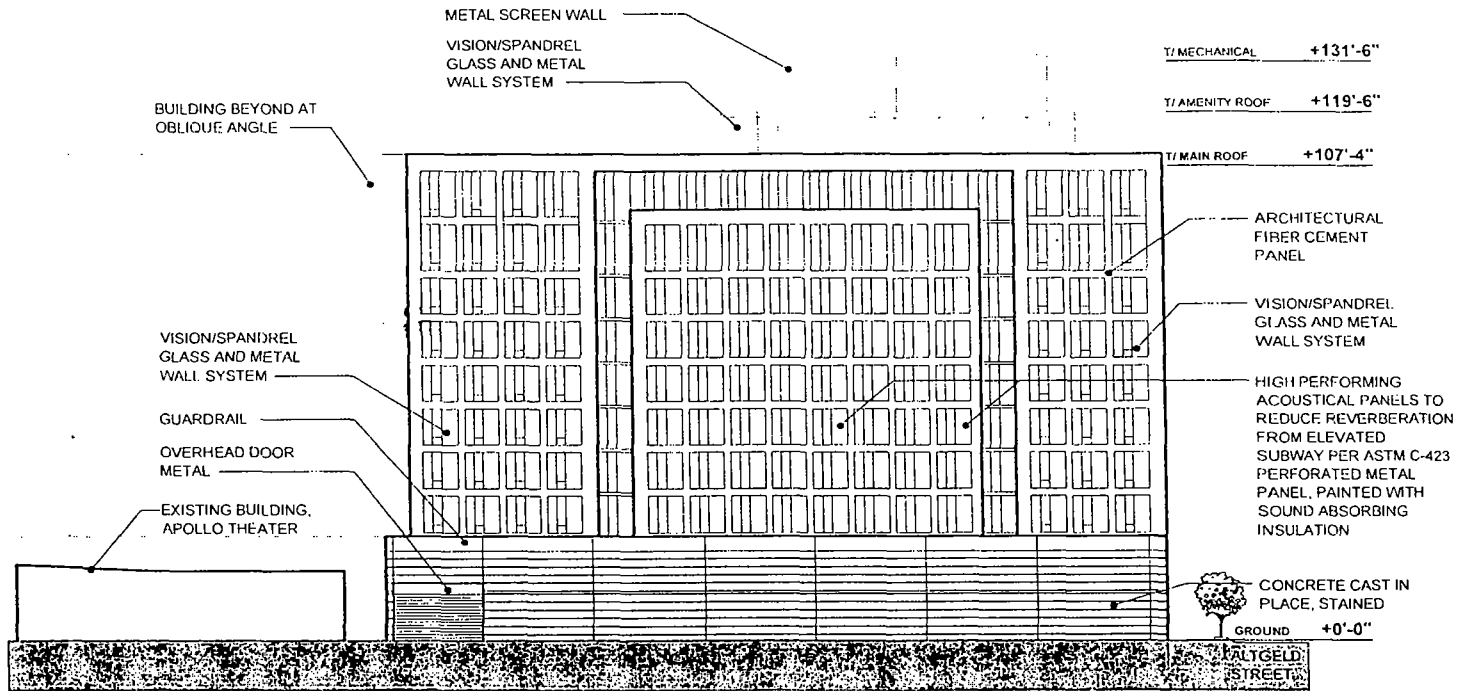 METAL SCREEN WALL
VISION/SPANDREL
GLASS AND METAL
WALL SYSTEM
BUILDING BEYOND AT
OBLIQUE ANGLE
T/ MECHANICAL +131'-6"
T/ AMENITY ROOF +119'-6"
T/ MAIN ROOF +107'-4"
ARCHITECTURAL
FIBER CEMENT
PANEL
VISION/SPANDREL
GLASS AND METAL
WALL SYSTEM
HIGH PERFORMING
ACOUSTICAL PANELS TO
REDUCE REVERBERATION
FROM ELEVATED
SUBWAY PER ASTM C-423
PERFORATED METAL
PANEL, PAINTED WITH
SOUND ABSORBING
INSULATION
VISION/SPANDREL
GLASS AND METAL
WALL SYSTEM
GUARDRAIL
OVERHEAD DOOR
METAL
EXISTING BUILDING,
APOLLO THEATER
CONCRETE CAST IN
PLACE, STAINED
GROUND +0'-0"
ALTGELD
STREET